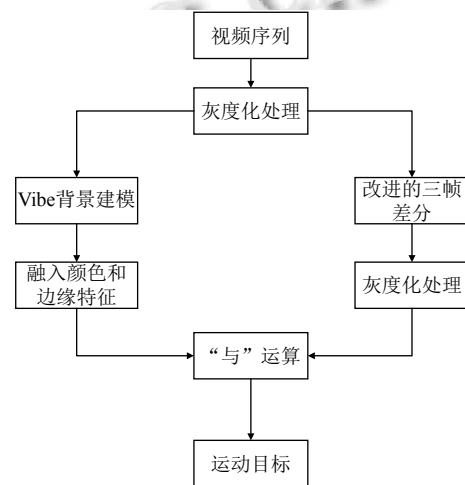 视频序列
灰度化处理
Vibe背景建模
改进的三帧
差分
融入颜色和
边缘特征
灰度化处理
“与”运算
运动目标